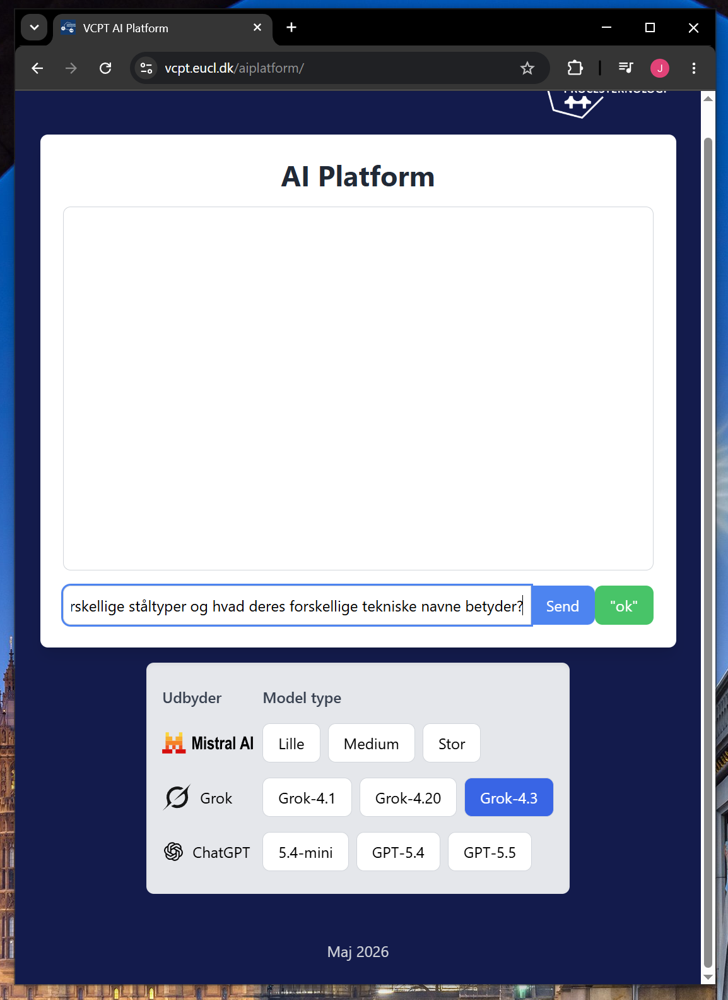 VCPT AI Platform
vcpt.eucl.dk/aiplatform/
J
PROCESTEKNOLOGI
AI Platform
rskellige ståltyper og hvad deres forskellige tekniske navne betyder?
Send
"ok"
Udbyder Model type
Mistral AI Lille Medium Stor
Grok Grok-4.1 Grok-4.20 Grok-4.3
ChatGPT 5.4-mini GPT-5.4 GPT-5.5
Maj 2026